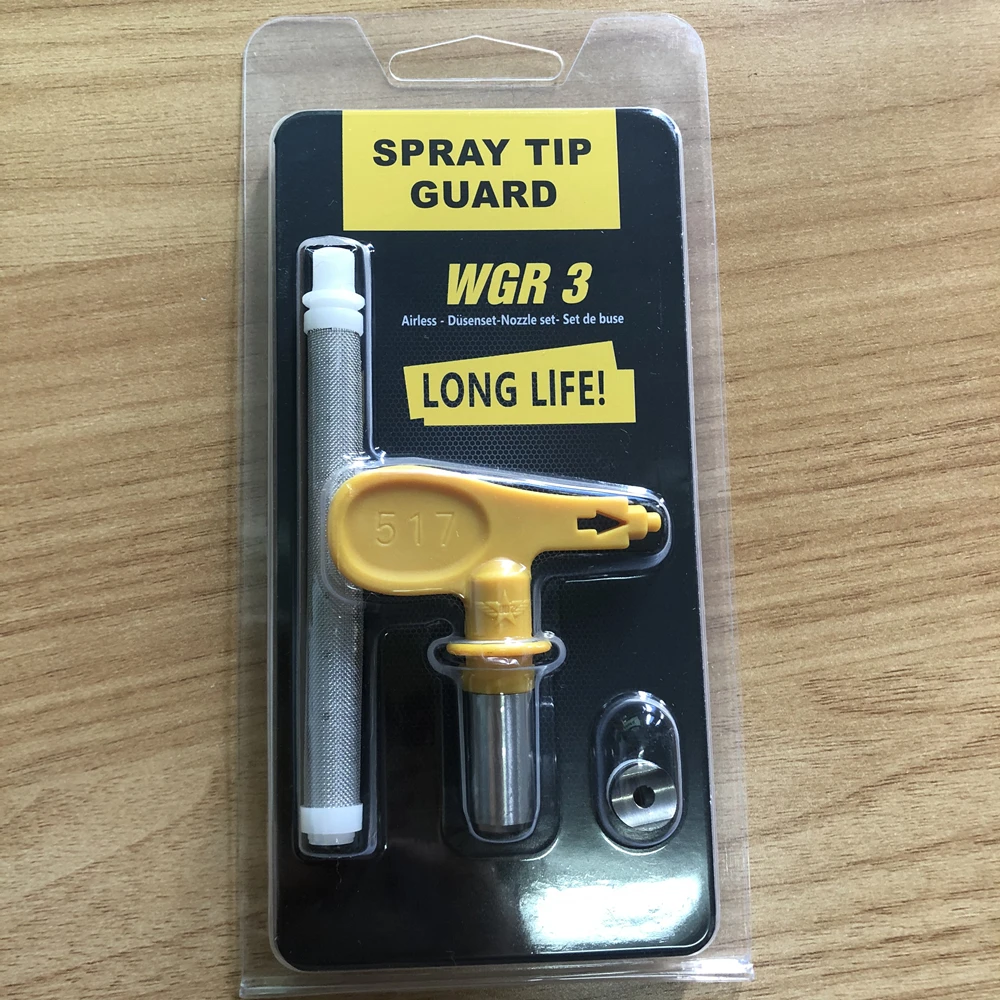 SPRAY TIP
GUARD
WGR 3
Airless - Düsenset-Nozzle set- Set de buse
LONG LIFE!
517